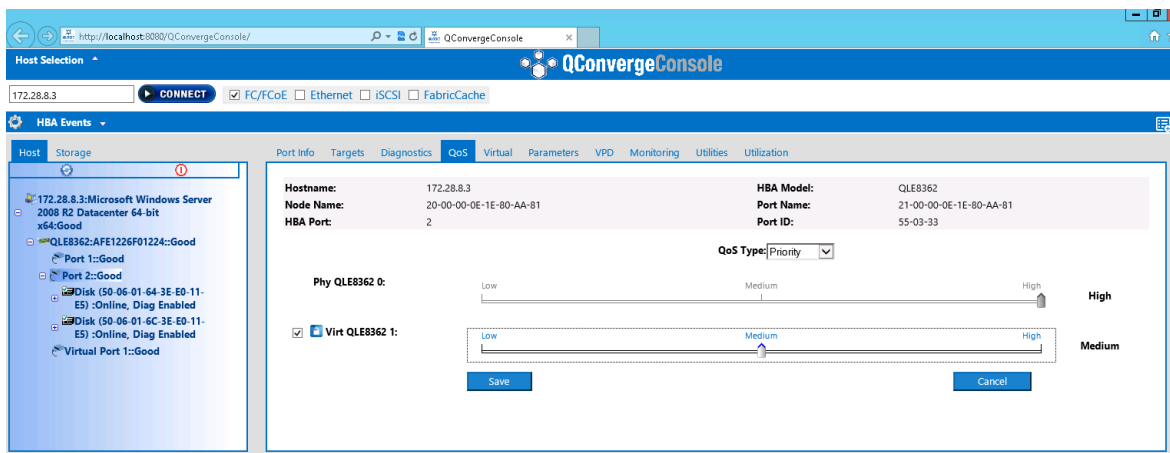 http://localhost:8080/QConvergeConsole/
QConvergeConsole
Host Selection
QConvergeConsole
172.28.8.3 CONNECT FC/FCoE Ethernet iSCSI FabricCache
HBA Events
Host Storage
172.28.8.3:Microsoft Windows Server
2008 R2 Datacenter 64-bit
x64:Good
QLE8362:AFE1226F01224::Good
Port 1::Good
Port 2::Good
Disk (50-06-01-64-3E-E0-11-
E5) :Online, Diag Enabled
Disk (50-06-01-6C-3E-E0-11-
E5) :Online, Diag Enabled
Virtual Port 1::Good
Port Info Targets Diagnostics QoS Virtual Parameters VPD Monitoring Utilities Utilization
Hostname: 172.28.8.3 HBA Model: QLE8362
Node Name: 20-00-00-0E-1E-80-AA-81 Port Name: 21-00-00-0E-1E-80-AA-81
HBA Port: 2 Port ID: 55-03-33
QoS Type: Priority
Phy QLE8362 0: Low Medium High High
Virt QLE8362 1: Low Medium High Medium
Save Cancel